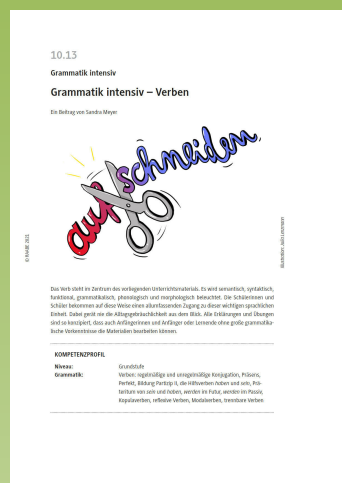 10.13
Grammatik intensiv
Grammatik intensiv – Verben
Ein Beitrag von Sandra Meyer
aufschneiden
© RAABE 2021
Illustration: Julia Lenzmann
Das Verb steht im Zentrum des vorliegenden Unterrichtsmaterials. Es wird semantisch, syntaktisch,
funktional, grammatikalisch, phonologisch und morphologisch beleuchtet. Die Schülerinnen und
Schüler bekommen auf diese Weise einen allumfassenden Zugang zu dieser wichtigen sprachlichen
Einheit. Dabei gerät nie die Alltagsgebräuchlichkeit aus dem Blick. Alle Erklärungen und Übungen
sind so konzipiert, dass auch Anfängerinnen und Anfänger oder Lernende ohne große grammatika-
lische Vorkenntnisse die Materialien bearbeiten können.
KOMPETENZPROFIL
Niveau: Grundstufe
Grammatik: Verben: regelmäßige und unregelmäßige Konjugation, Präsens,
Perfekt, Bildung Partizip II, die Hilfsverben haben und sein, Prä-
teritum von sein und haben, werden im Futur, werden im Passiv,
Kopulaverben, reflexive Verben, Modalverben, trennbare Verben